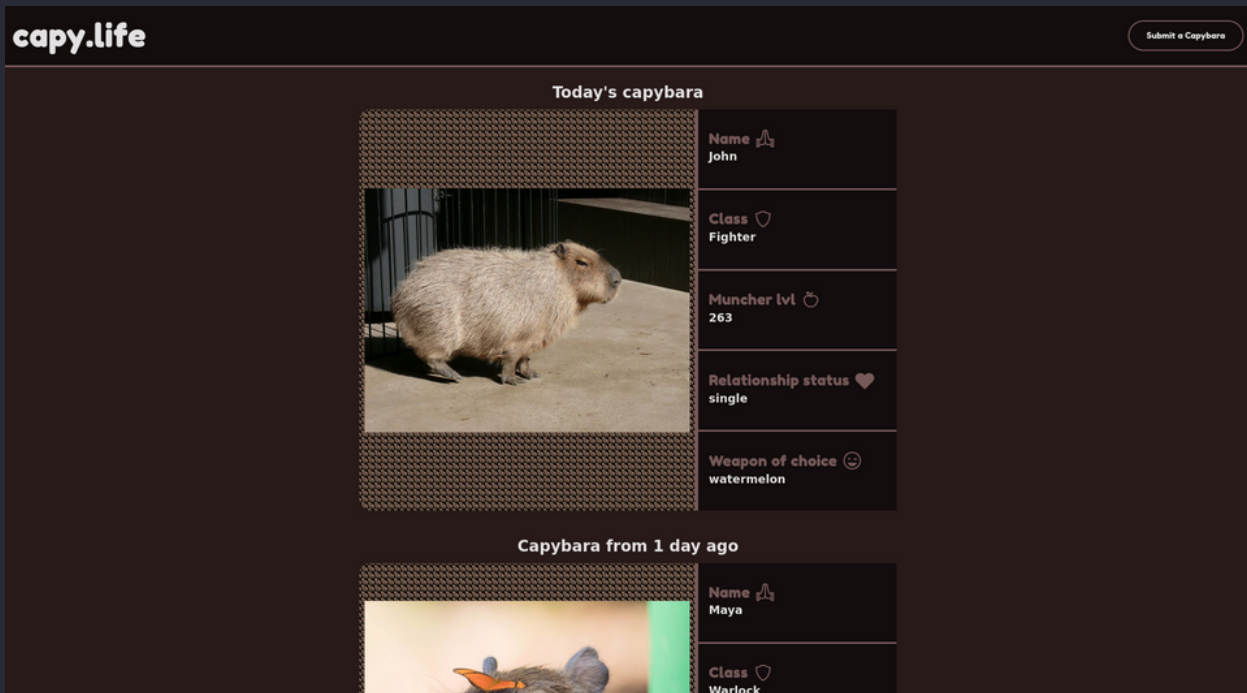 capy.life
Submit a Capybara
Today's capybara
Name
John
Class
Fighter
Muncher lvl
263
Relationship status
single
Weapon of choice
watermelon
Capybara from 1 day ago
Name
Maya
Class
Warlock